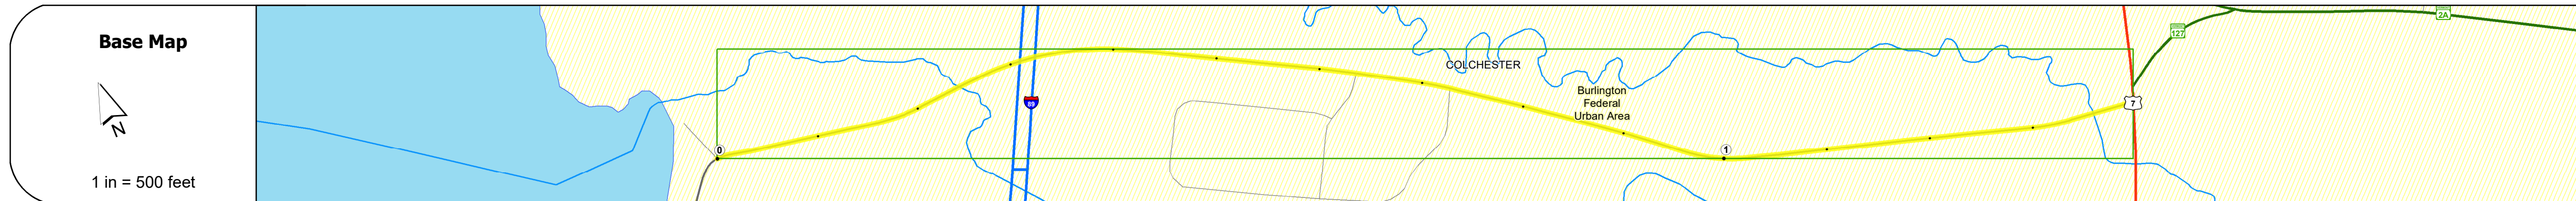 Base Map
N
1 in = 500 feet
0
89
COLCHESTER
Burlington
Federal
Urban Area
1
7
127
2A